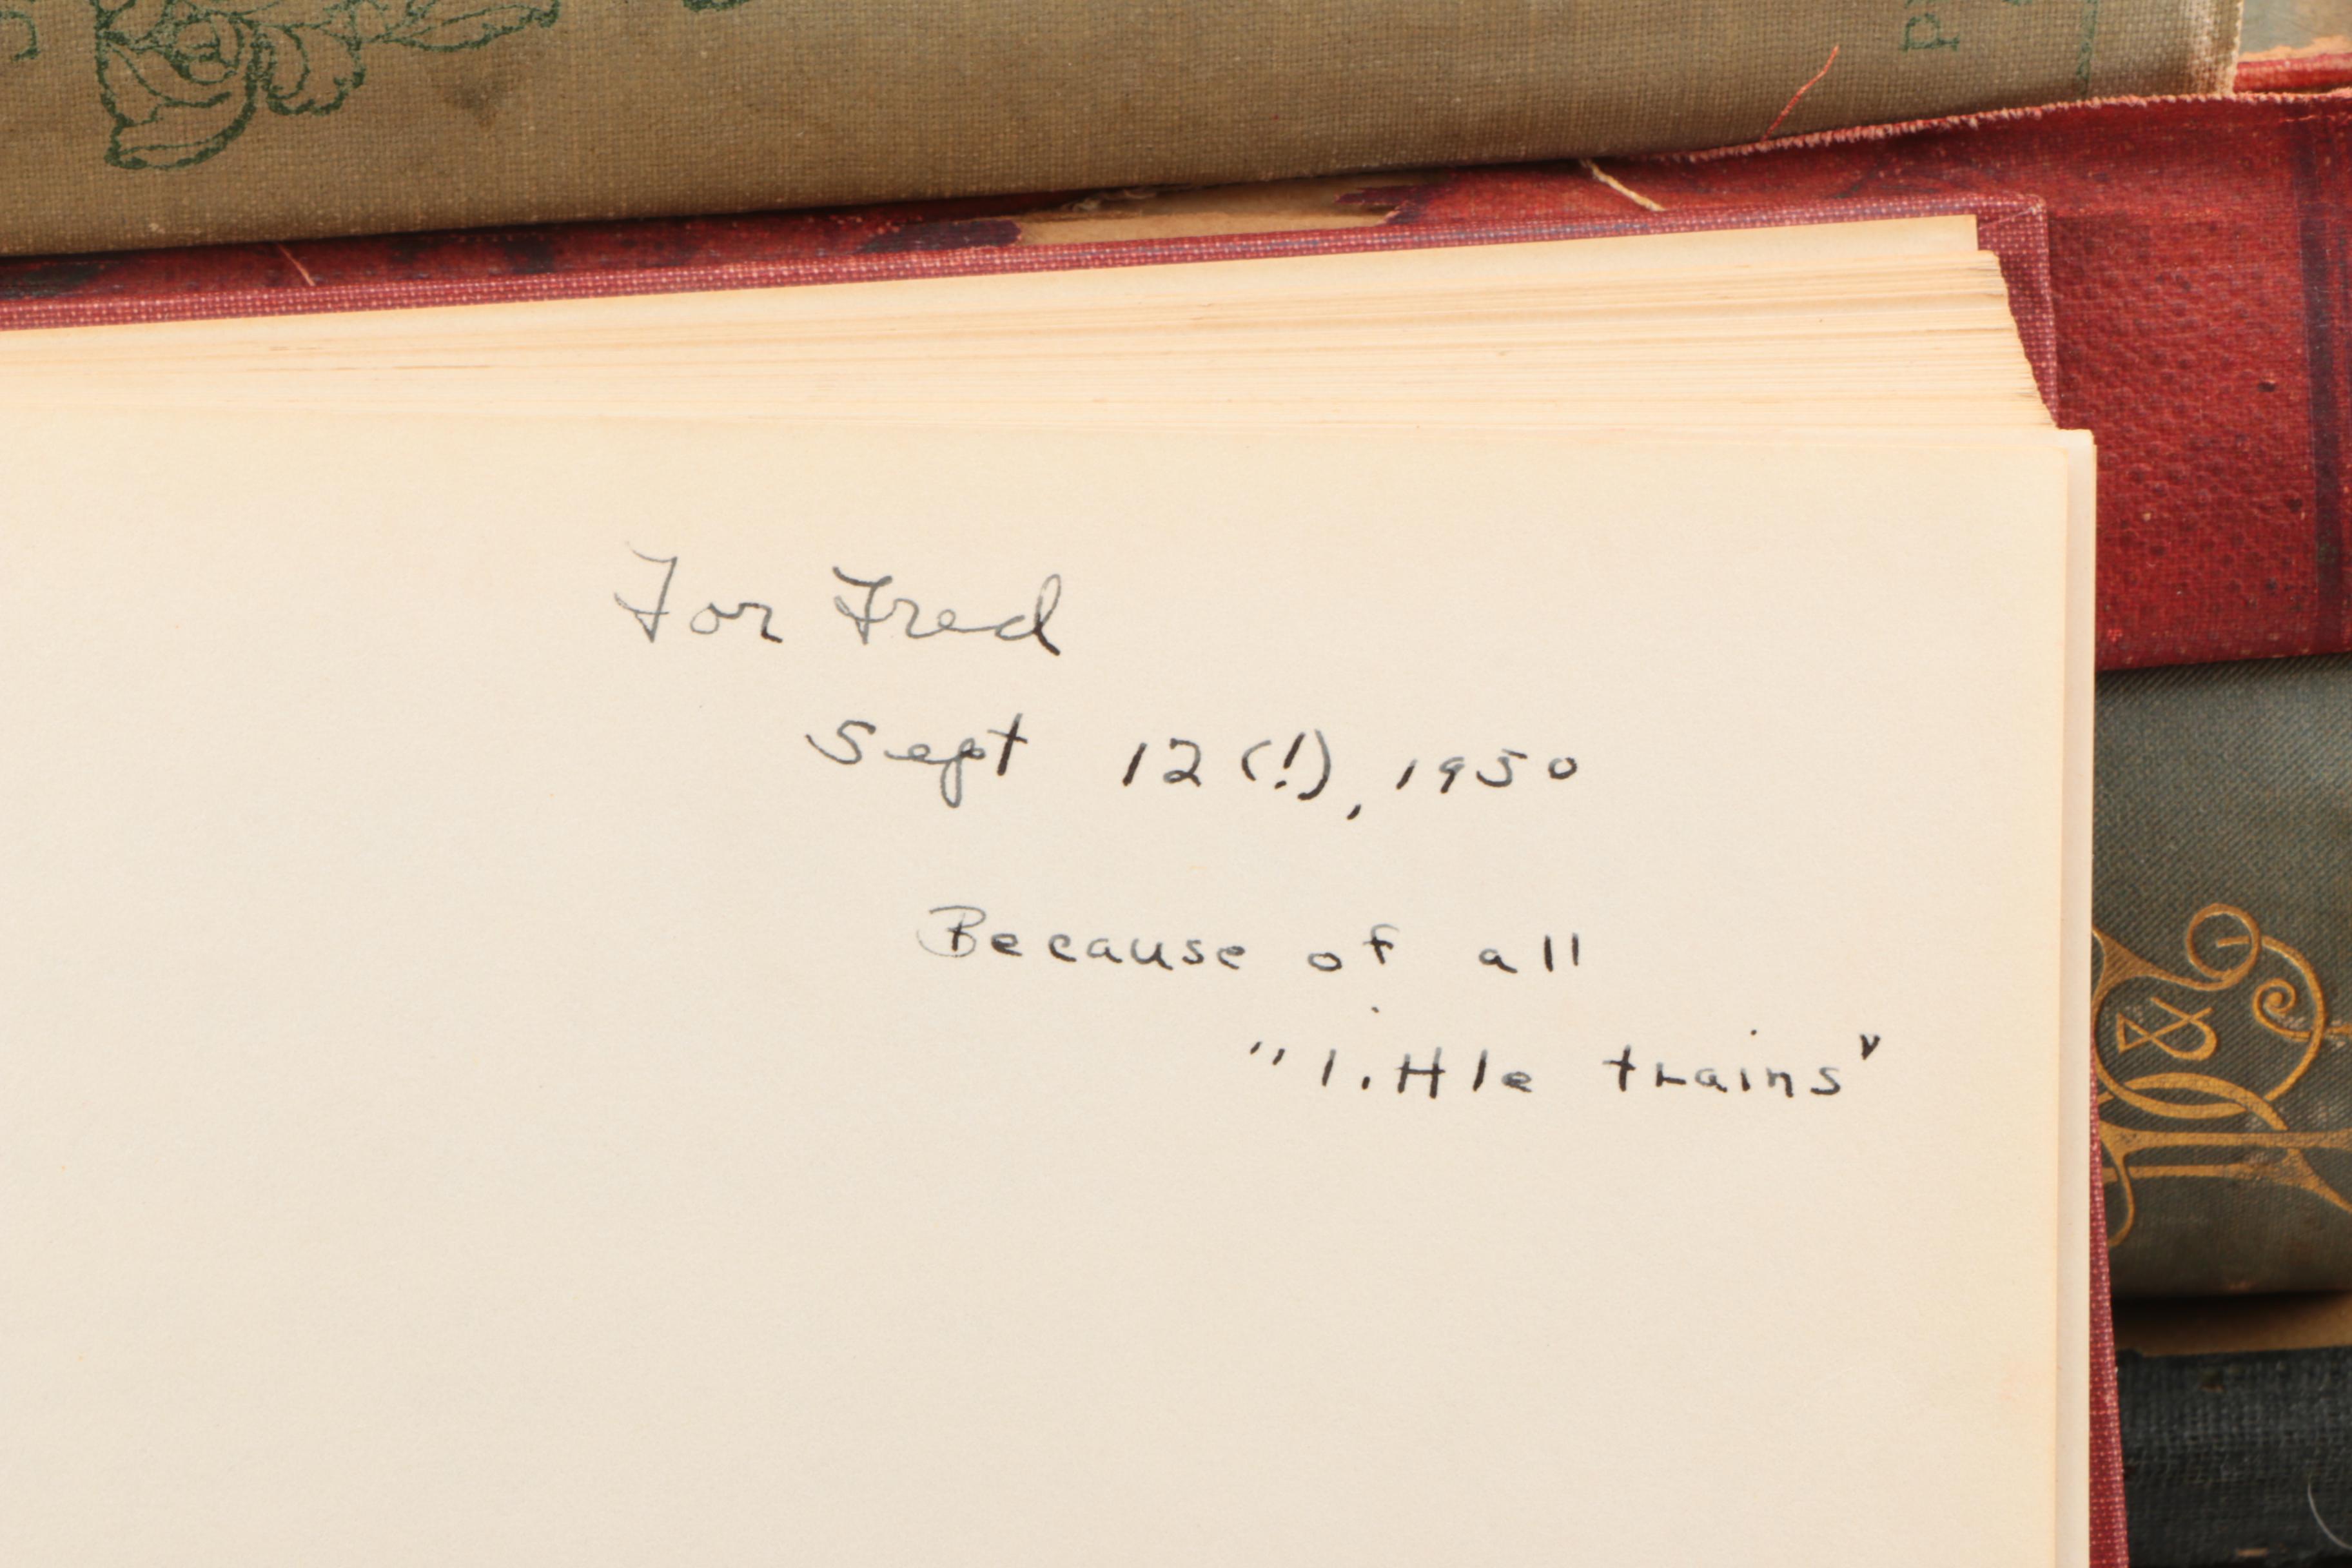 For Fred
Sept 12(!), 1950
Because of all
"little trains"
&